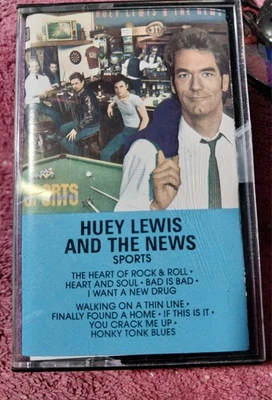 HUEY LEWIS & THE NEWS
SPORTS
HUEY LEWIS
AND THE NEWS
SPORTS
THE HEART OF ROCK & ROLL •
HEART AND SOUL • BAD IS BAD •
I WANT A NEW DRUG
WALKING ON A THIN LINE •
FINALLY FOUND A HOME • IF THIS IS IT •
YOU CRACK ME UP •
HONKY TONK BLUES